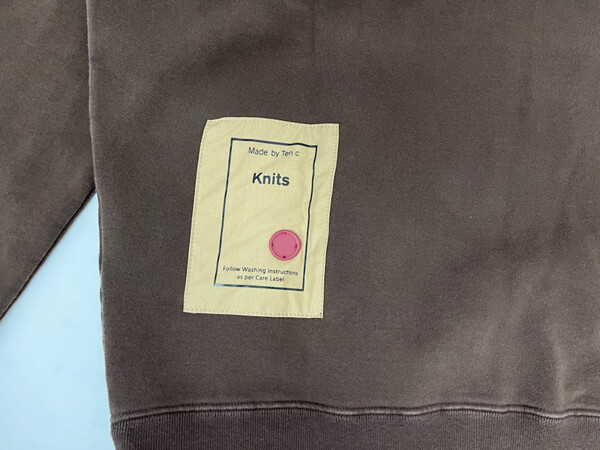 Made by Ten c
Knits
Follow Washing Instructions
as per Care Label